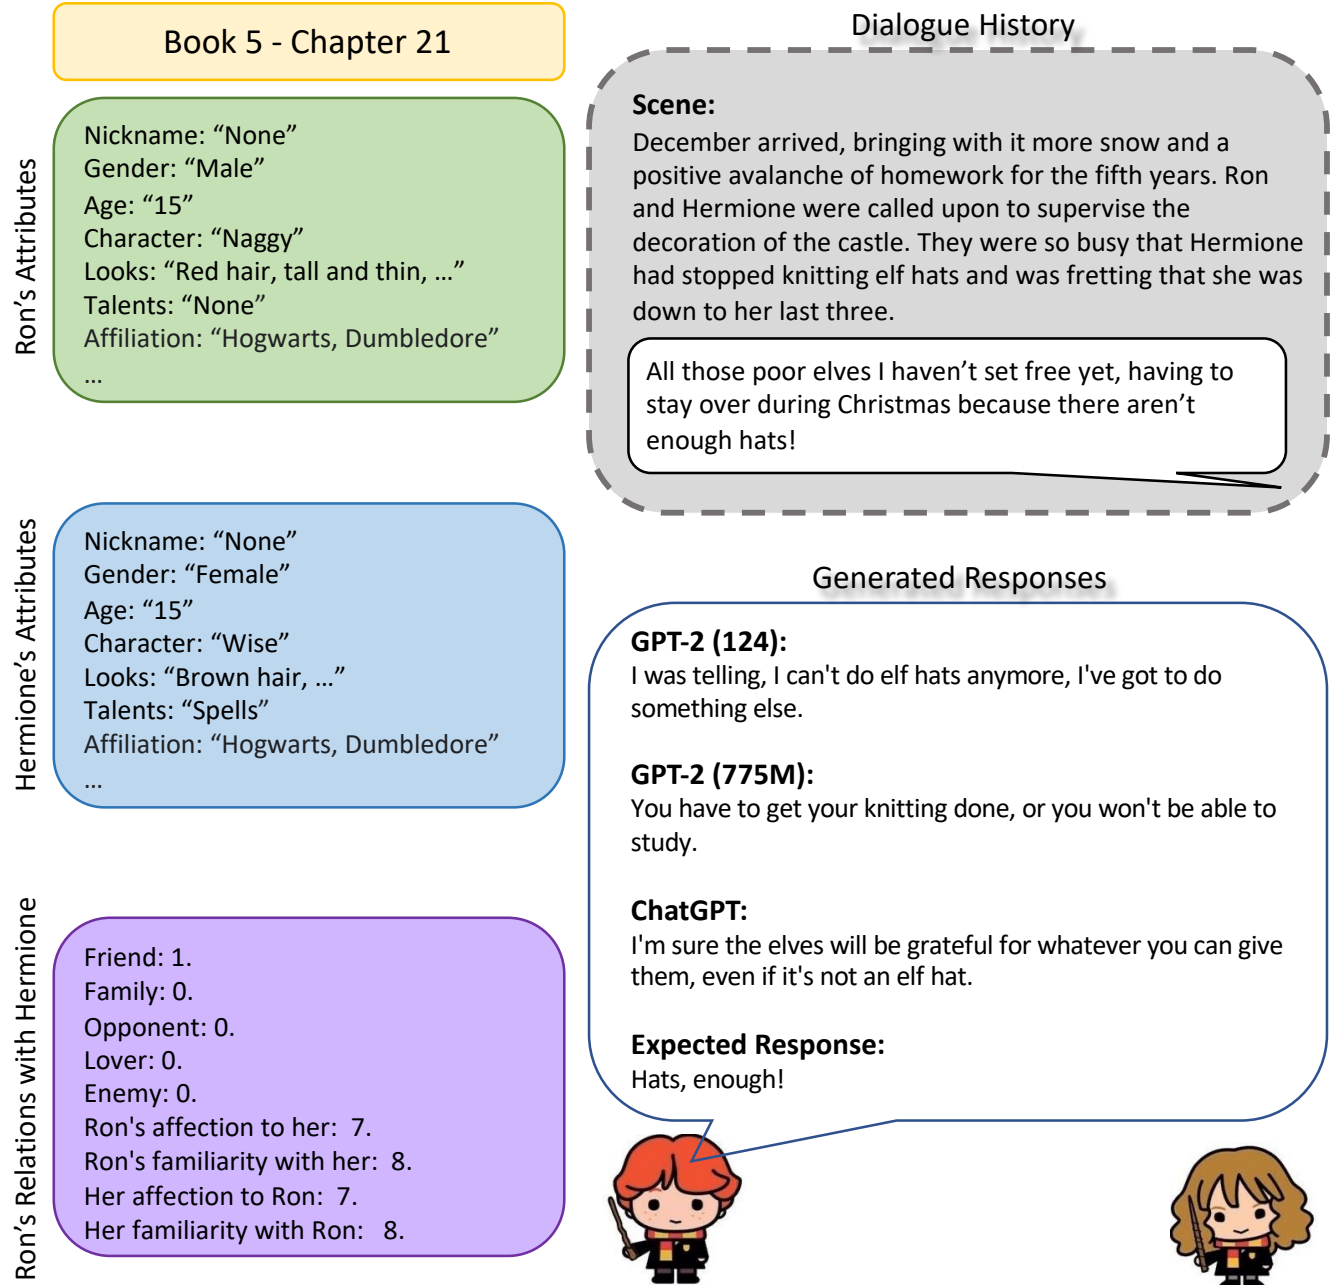 Book 5 - Chapter 21
Ron’s Attributes
Nickname: “None”
Gender: “Male”
Age: “15”
Character: “Naggy”
Looks: “Red hair, tall and thin, …”
Talents: “None”
Affiliation: “Hogwarts, Dumbledore”
…
Hermione’s Attributes
Nickname: “None”
Gender: “Female”
Age: “15”
Character: “Wise”
Looks: “Brown hair, …”
Talents: “Spells”
Affiliation: “Hogwarts, Dumbledore”
…
Ron’s Relations with Hermione
Friend: 1.
Family: 0.
Opponent: 0.
Lover: 0.
Enemy: 0.
Ron's affection to her: 7.
Ron's familiarity with her: 8.
Her affection to Ron: 7.
Her familiarity with Ron: 8.
Dialogue History
Scene:
December arrived, bringing with it more snow and a
positive avalanche of homework for the fifth years. Ron
and Hermione were called upon to supervise the
decoration of the castle. They were so busy that Hermione
had stopped knitting elf hats and was fretting that she was
down to her last three.
All those poor elves I haven’t set free yet, having to
stay over during Christmas because there aren’t
enough hats!
Generated Responses
GPT-2 (124):
I was telling, I can't do elf hats anymore, I've got to do
something else.
GPT-2 (775M):
You have to get your knitting done, or you won't be able to
study.
ChatGPT:
I'm sure the elves will be grateful for whatever you can give
them, even if it's not an elf hat.
Expected Response:
Hats, enough!